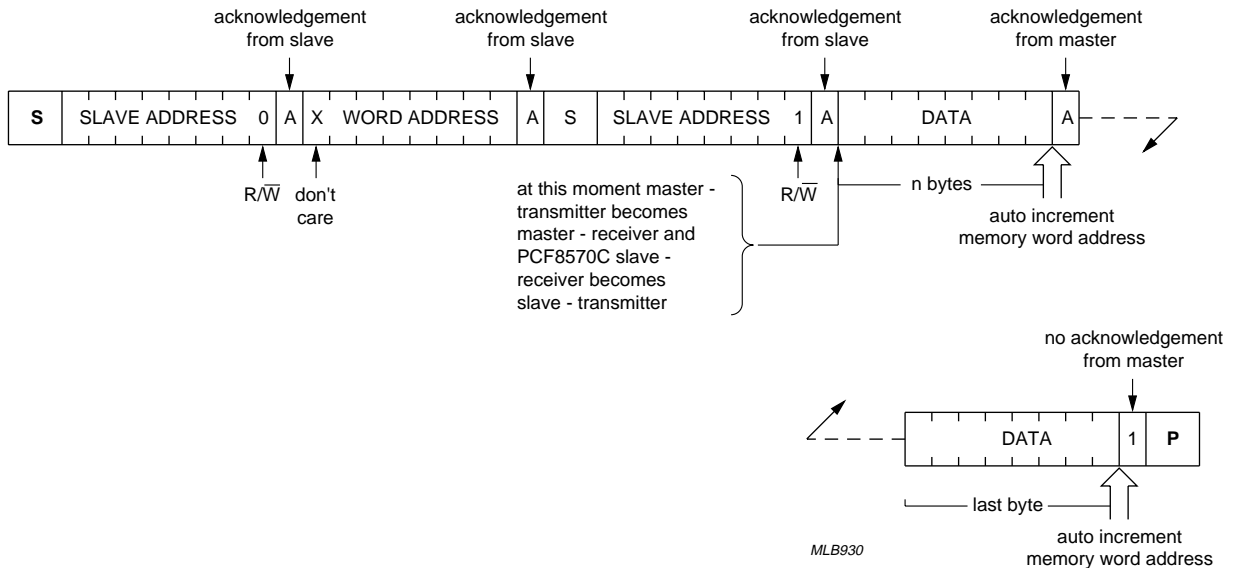 acknowledgement
from slave
acknowledgement
from slave
acknowledgement
from slave
acknowledgement
from master
S SLAVE ADDRESS 0 A X WORD ADDRESS A S SLAVE ADDRESS 1 A DATA A
R/W̅
don't
care
at this moment master -
transmitter becomes
master - receiver and
PCF8570C slave -
receiver becomes
slave - transmitter
R/W̅
n bytes
auto increment
memory word address
no acknowledgement
from master
DATA 1 P
last byte
auto increment
memory word address
MLB930